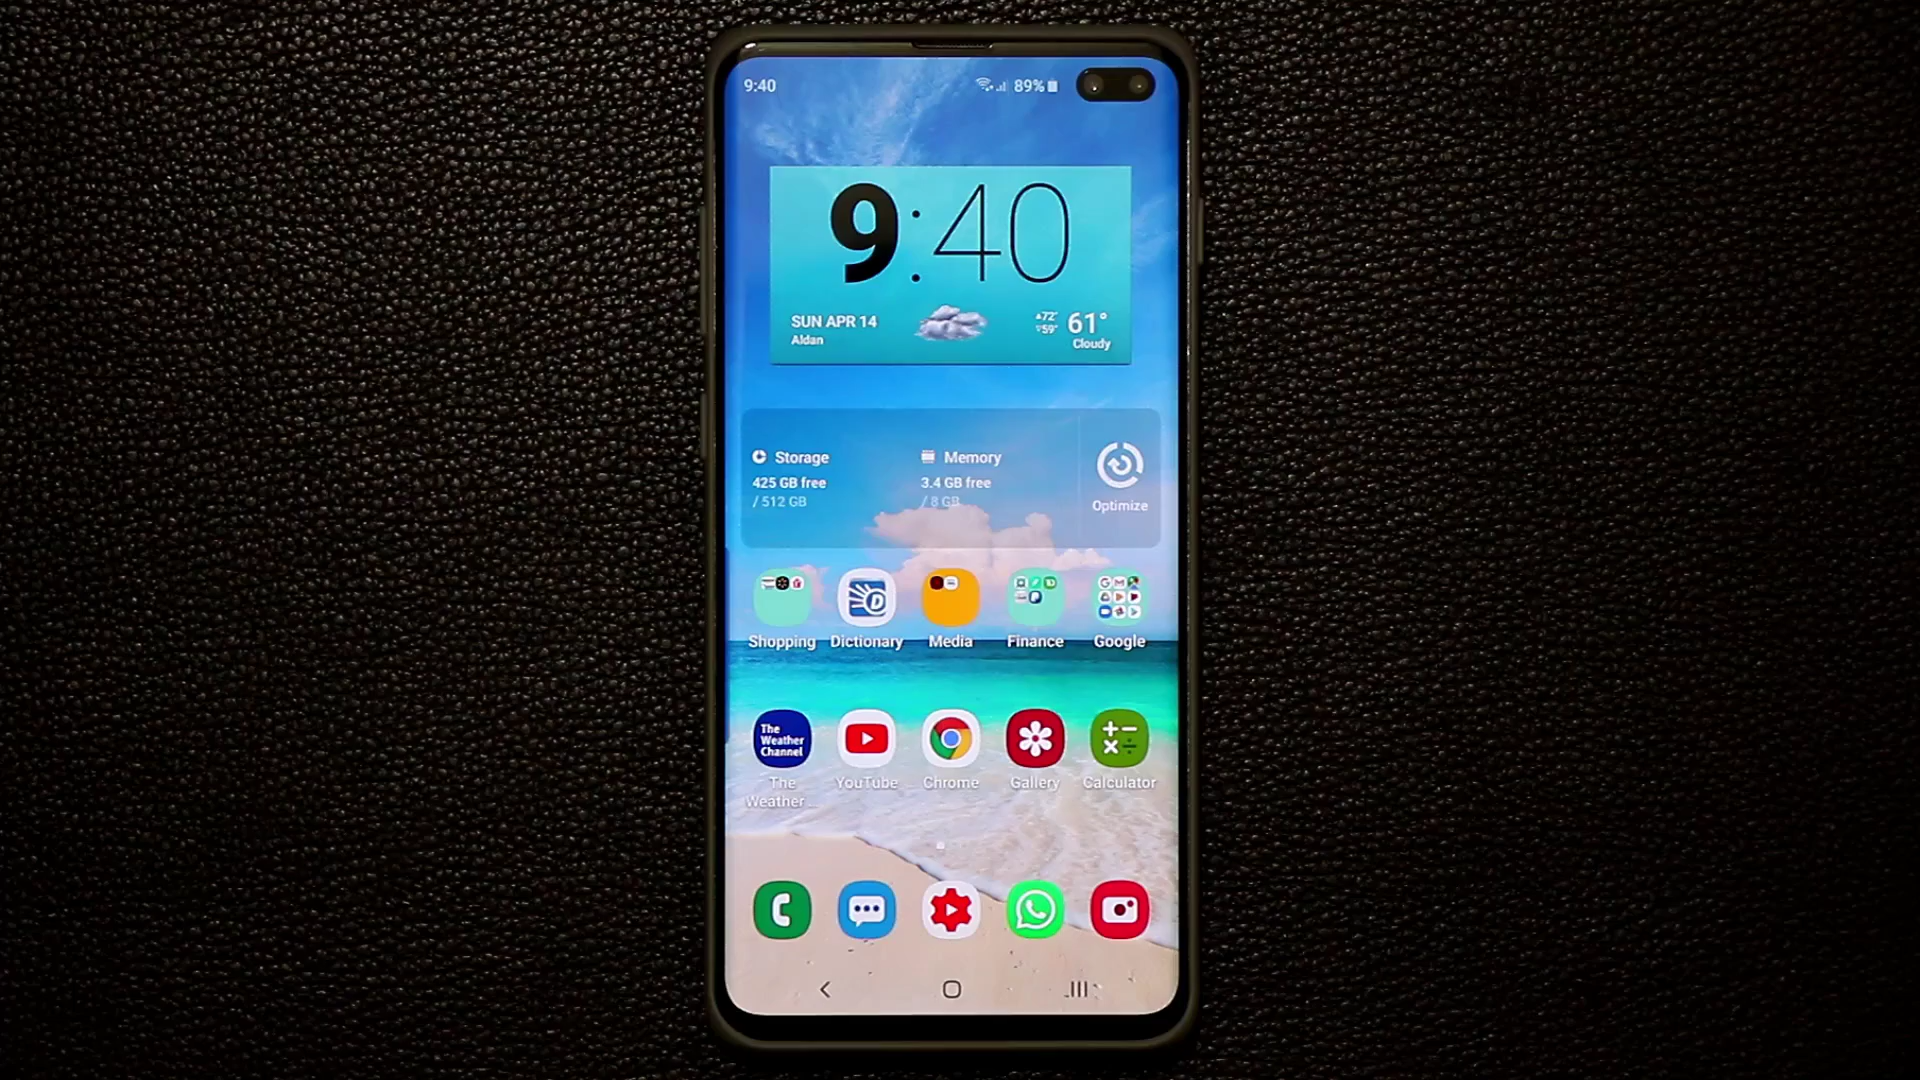 9:40 89%
9:40
SUN APR 14
Aldan
72° 59° 61°
Cloudy
Storage
425 GB free
/ 512 GB
Memory
3.4 GB free
/ 8 GB
Optimize
Shopping Dictionary Media Finance Google
The
Weather
Channel
The
Weather ...
YouTube Chrome Gallery Calculator